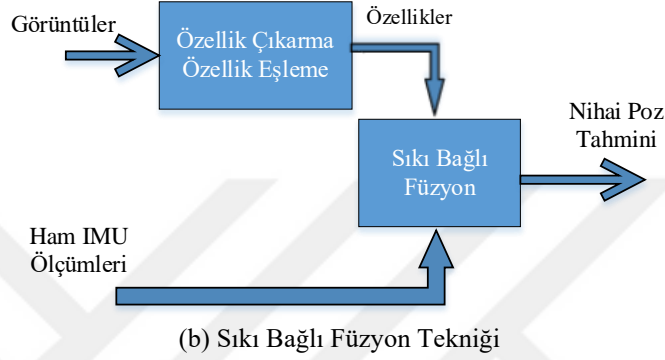 Görüntüler
Özellik Çıkarma
Özellik Eşleme
Özellikler
Sıkı Bağlı
Füzyon
Nihai Poz
Tahmini
Ham IMU
Ölçümleri
(b) Sıkı Bağlı Füzyon Tekniği